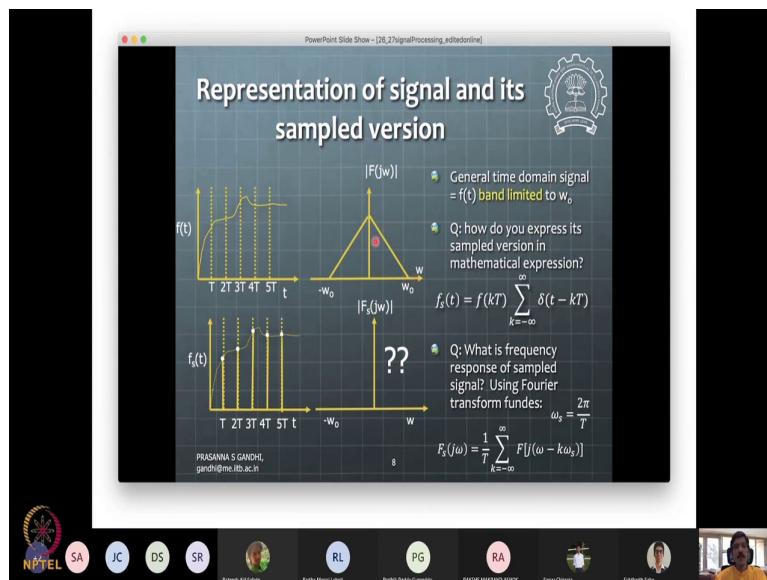 PowerPoint Slide Show - [26_27signalProcessing_editedonline]
Representation of signal and its
sampled version
|F(jw)|
f(t)
T 2T 3T 4T 5T t
-w₀ w₀ w
|Fₛ(jw)|
fₛ(t)
??
T 2T 3T 4T 5T t
-w₀ w
General time domain signal
= f(t) band limited to w₀
Q: how do you express its
sampled version in
mathematical expression?
fₛ(t) = f(kT) ∑_{k=-∞}^{∞} δ(t − kT)
Q: What is frequency
response of sampled
signal? Using Fourier
transform fundes: ωₛ = 2π/T
Fₛ(jω) = 1/T ∑_{k=-∞}^{∞} F[j(ω − kωₛ)]
PRASANNA S GANDHI,
gandhi@me.iitb.ac.in
8
NPTEL
SA JC DS SR RL PG RA